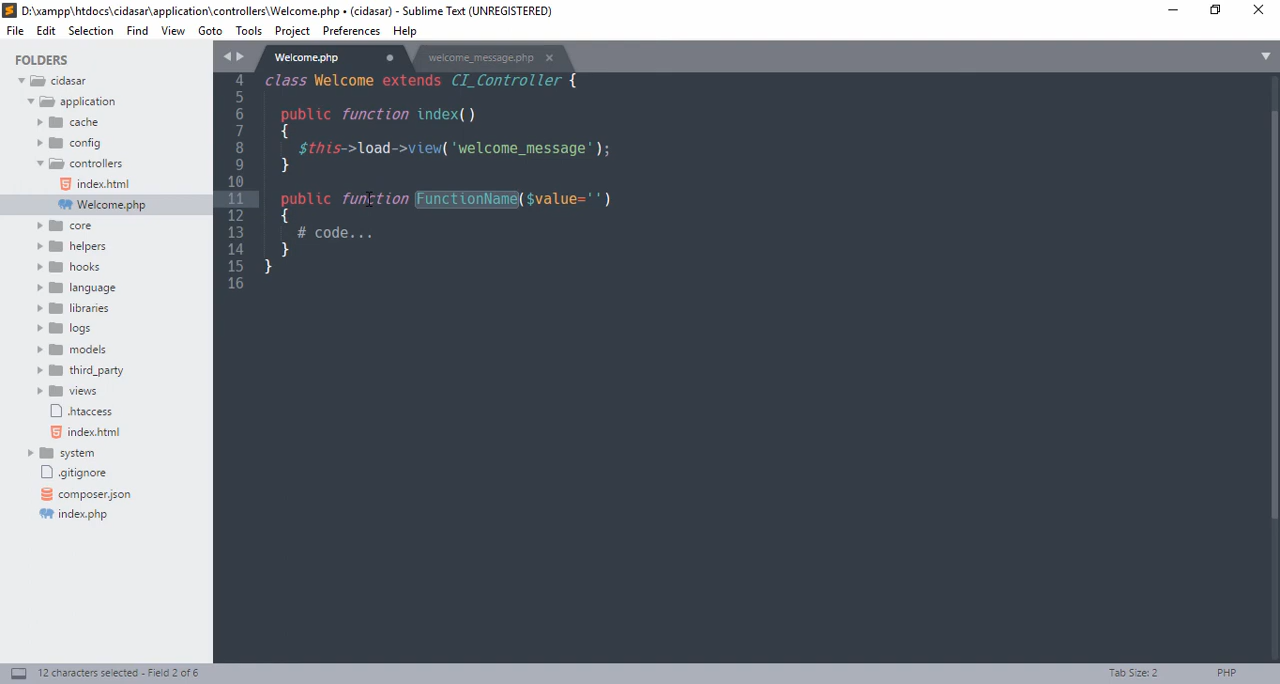 D:\xampp\htdocs\cidasar\application\controllers\Welcome.php • (cidasar) - Sublime Text (UNREGISTERED)
File Edit Selection Find View Goto Tools Project Preferences Help
FOLDERS
cidasar
application
cache
config
controllers
index.html
Welcome.php
core
helpers
hooks
language
libraries
logs
models
third_party
views
.htaccess
index.html
system
.gitignore
composer.json
index.php
Welcome.php welcome_message.php
4 class Welcome extends CI_Controller {
5
6 public function index()
7 {
8 $this->load->view('welcome_message');
9 }
10
11 public function FunctionName($value='')
12 {
13 # code...
14 }
15 }
16
12 characters selected - Field 2 of 6 Tab Size: 2 PHP